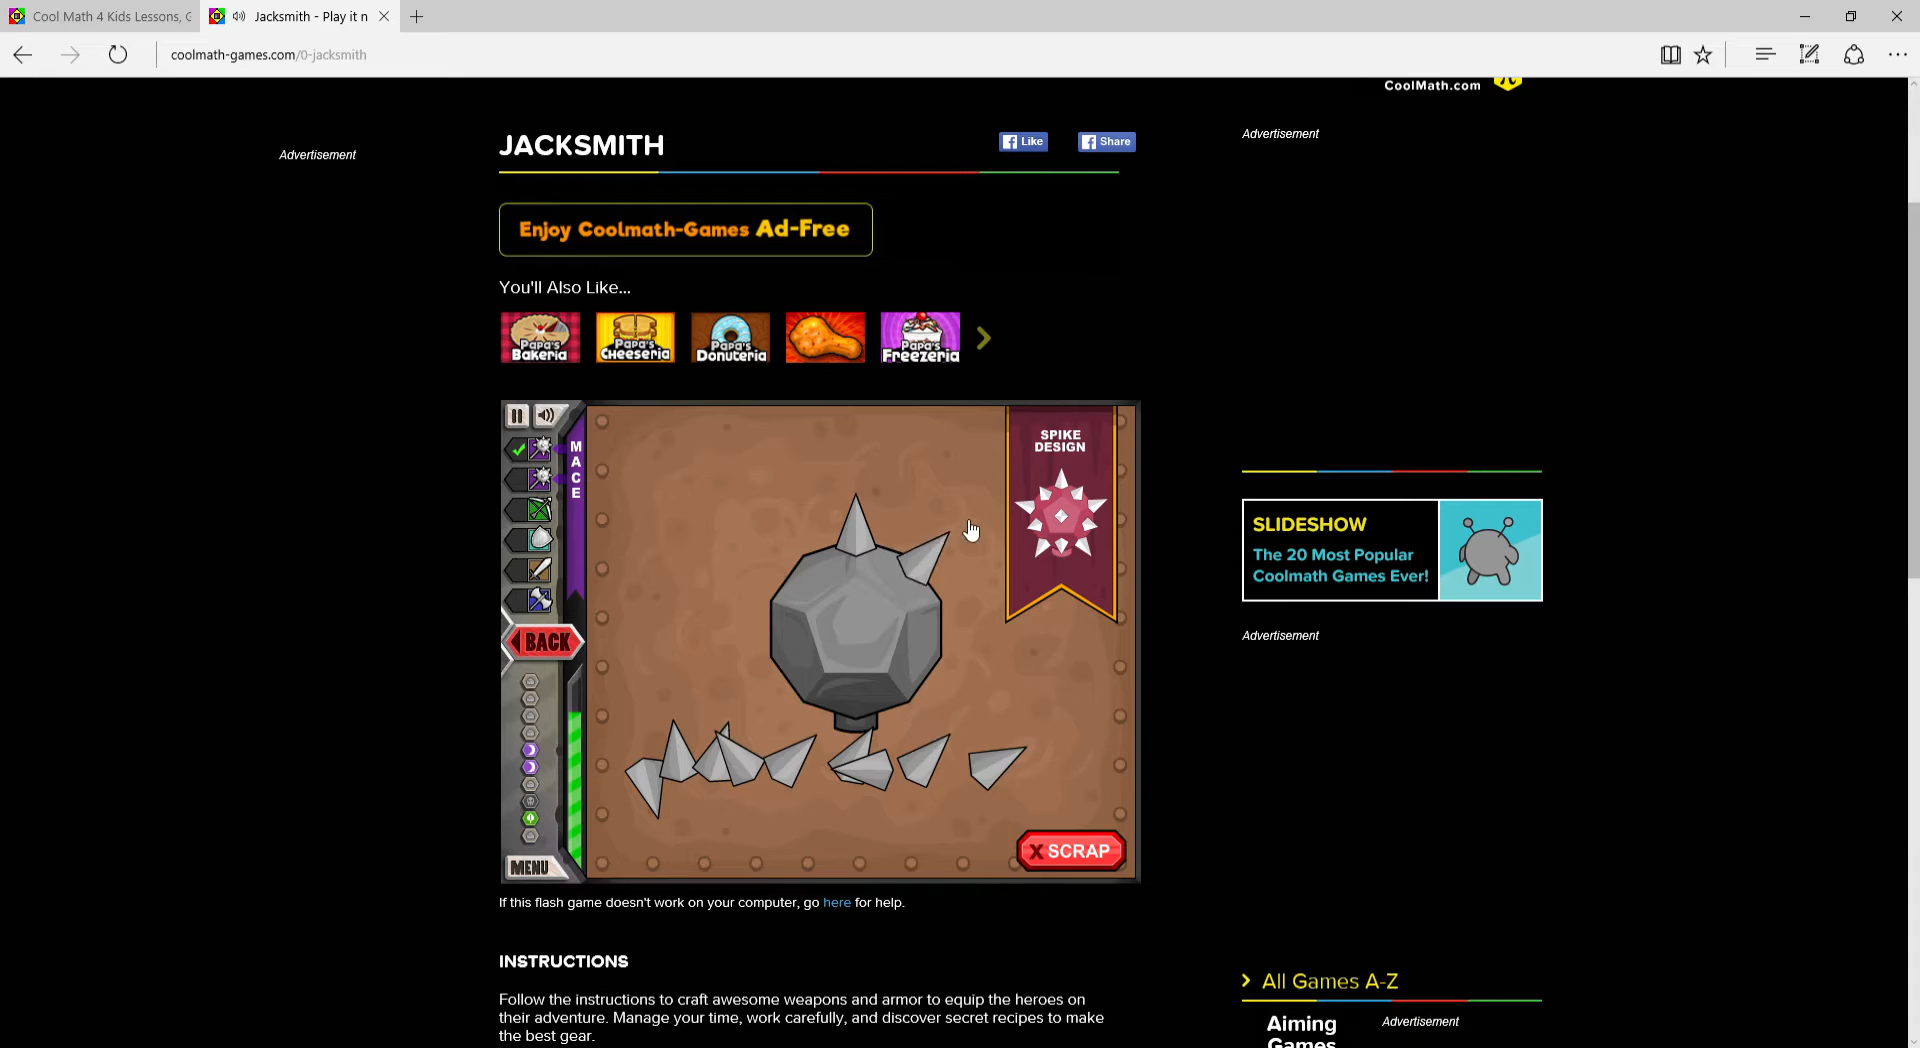 Cool Math 4 Kids Lessons, G
Jacksmith - Play it n
coolmath-games.com/0-jacksmith
CoolMath.com
JACKSMITH
Like
Share
Advertisement
Advertisement
Enjoy Coolmath-Games Ad-Free
You'll Also Like...
Papa's
Bakeria
Papa's
Cheeseria
Papa's
Donuteria
Papa's
Freezeria
MACE
SPIKE
DESIGN
BACK
MENU
X SCRAP
SLIDESHOW
The 20 Most Popular
Coolmath Games Ever!
Advertisement
If this flash game doesn't work on your computer, go here for help.
INSTRUCTIONS
Follow the instructions to craft awesome weapons and armor to equip the heroes on
their adventure. Manage your time, work carefully, and discover secret recipes to make
the best gear.
All Games A-Z
Aiming
Games
Advertisement